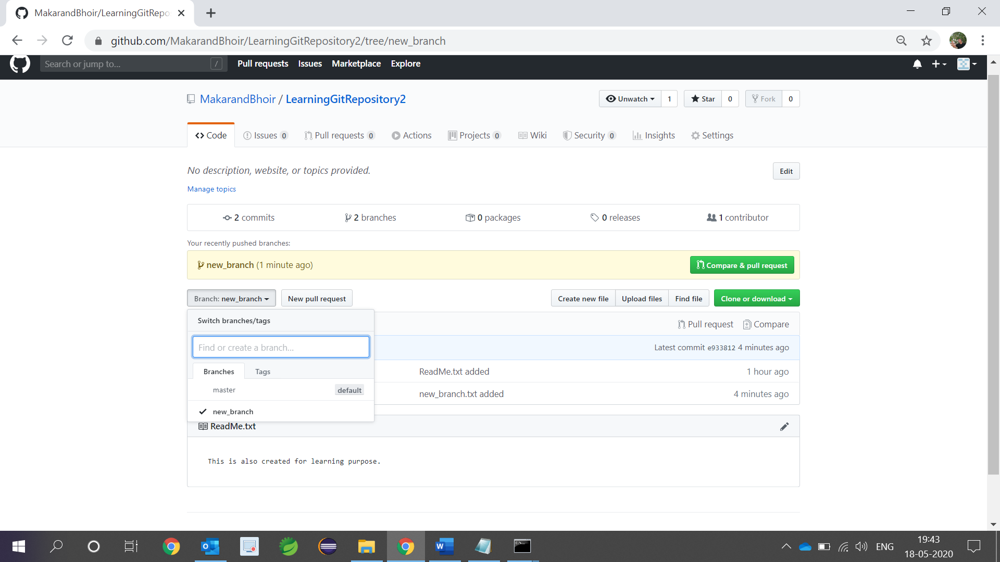 MakarandBhoir/LearningGitRepo
github.com/MakarandBhoir/LearningGitRepository2/tree/new_branch
Search or jump to... / Pull requests Issues Marketplace Explore
MakarandBhoir / LearningGitRepository2 Unwatch 1 Star 0 Fork 0
Code Issues 0 Pull requests 0 Actions Projects 0 Wiki Security 0 Insights Settings
No description, website, or topics provided. Edit
Manage topics
2 commits 2 branches 0 packages 0 releases 1 contributor
Your recently pushed branches:
new_branch (1 minute ago) Compare & pull request
Branch: new_branch New pull request Create new file Upload files Find file Clone or download
Switch branches/tags
Pull request Compare
Find or create a branch...
Latest commit e933812 4 minutes ago
Branches Tags
ReadMe.txt added 1 hour ago
master default
new_branch.txt added 4 minutes ago
new_branch
ReadMe.txt
This is also created for learning purpose.
ENG
19:43
18-05-2020